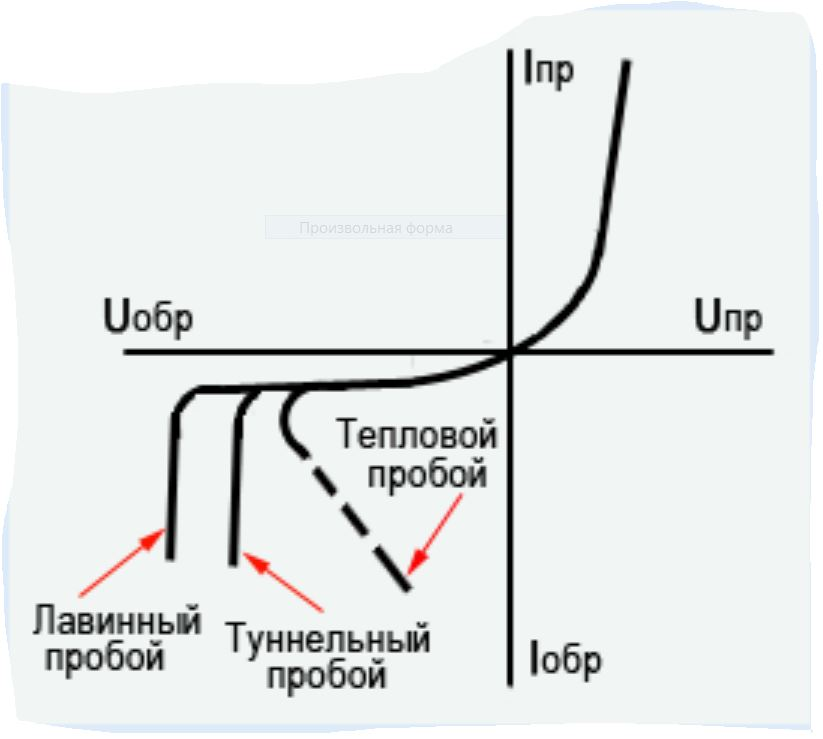 Iпр
Произвольная форма
Uобр
Uпр
Тепловой
пробой
Лавинный
пробой
Туннельный
пробой
Iобр